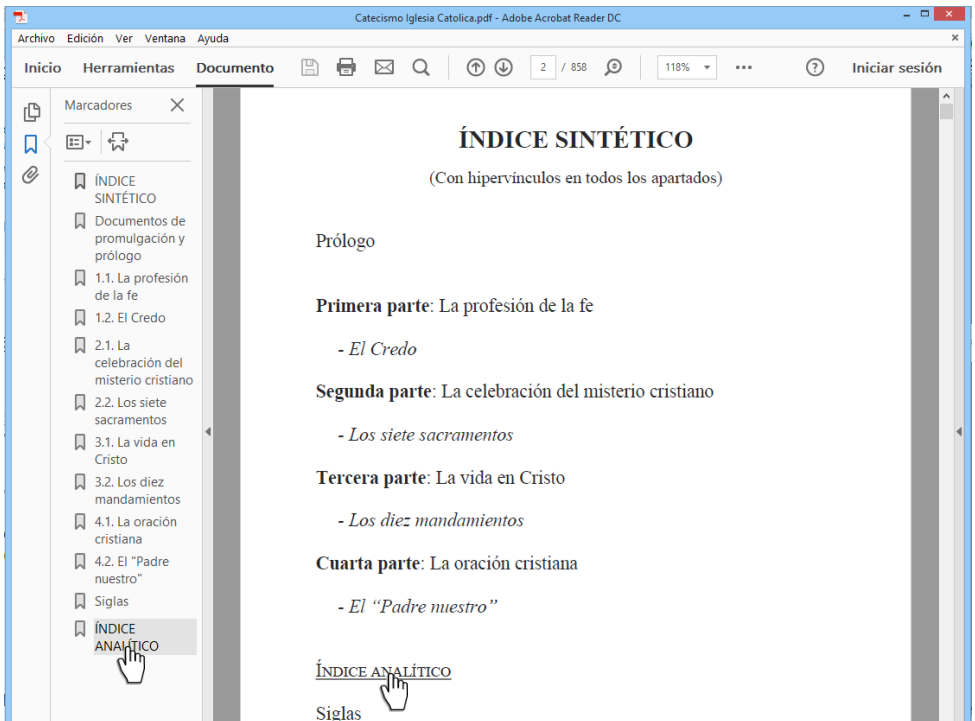 Catecismo Iglesia Catolica.pdf - Adobe Acrobat Reader DC
Archivo Edición Ver Ventana Ayuda
Inicio Herramientas Documento 2 / 858 118% Iniciar sesión
Marcadores
ÍNDICE
SINTÉTICO
Documentos de
promulgación y
prólogo
1.1. La profesión
de la fe
1.2. El Credo
2.1. La
celebración del
misterio cristiano
2.2. Los siete
sacramentos
3.1. La vida en
Cristo
3.2. Los diez
mandamientos
4.1. La oración
cristiana
4.2. El "Padre
nuestro"
Siglas
ÍNDICE
ANALÍTICO
ÍNDICE SINTÉTICO
(Con hipervínculos en todos los apartados)
Prólogo
Primera parte: La profesión de la fe
- El Credo
Segunda parte: La celebración del misterio cristiano
- Los siete sacramentos
Tercera parte: La vida en Cristo
- Los diez mandamientos
Cuarta parte: La oración cristiana
- El “Padre nuestro”
ÍNDICE ANALÍTICO
Siglas